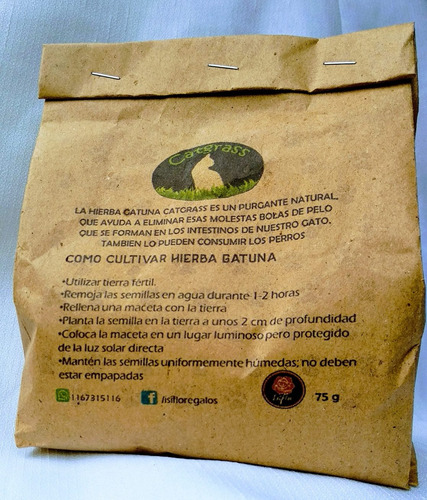 Catgrass
LA HIERBA GATUNA CATGRASS ES UN PURGANTE NATURAL,
QUE AYUDA A ELIMINAR ESAS MOLESTAS BOLAS DE PELO
QUE SE FORMAN EN LOS INTESTINOS DE NUESTRO GATO.
TAMBIEN LO PUEDEN CONSUMIR LOS PERROS
COMO CULTIVAR HIERBA GATUNA
•Utilizar tierra fértil.
•Remoja las semillas en agua durante 1-2 horas
•Rellena una maceta con la tierra
•Planta la semilla en la tierra a unos 2 cm de profundidad
•Coloca la maceta en un lugar luminoso pero protegido
de la luz solar directa
•Mantén las semillas uniformemente húmedas; no deben
estar empapadas
1167315116 f /isifloregalos 75 g